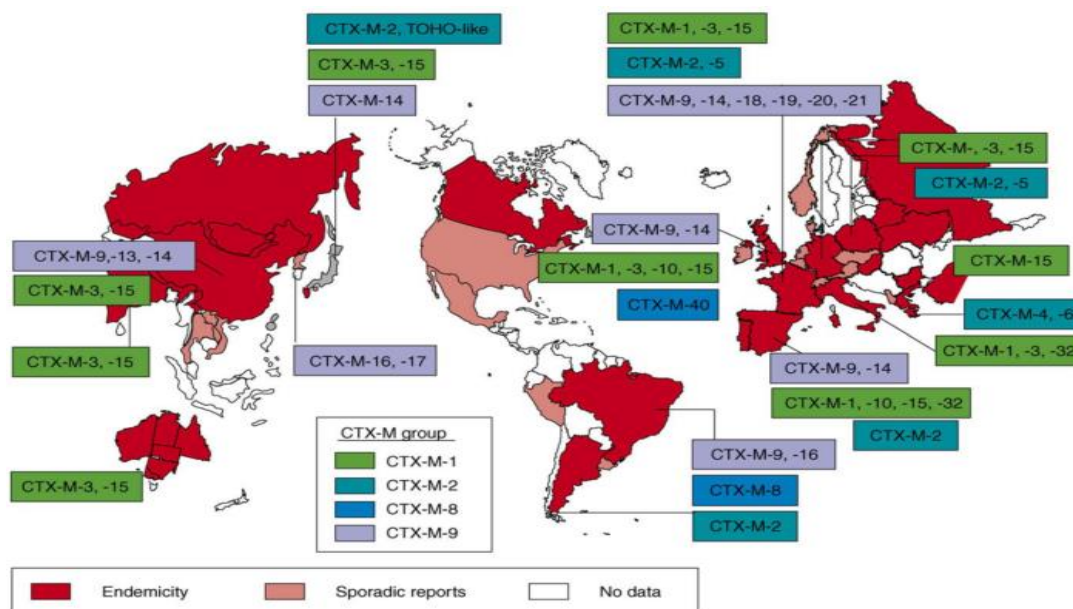 CTX-M-2, TOHO-like
CTX-M-3, -15
CTX-M-14
CTX-M-1, -3, -15
CTX-M-2, -5
CTX-M-9, -14, -18, -19, -20, -21
CTX-M-, -3, -15
CTX-M-2, -5
CTX-M-9,-13, -14
CTX-M-3, -15
CTX-M-3, -15
CTX-M-16, -17
CTX-M-3, -15
CTX-M-9, -14
CTX-M-1, -3, -10, -15
CTX-M-40
CTX-M-15
CTX-M-4, -6
CTX-M-1, -3, -32
CTX-M-9, -14
CTX-M-1, -10, -15, -32
CTX-M-2
CTX-M-9, -16
CTX-M-8
CTX-M-2
CTX-M group
CTX-M-1
CTX-M-2
CTX-M-8
CTX-M-9
Endemicity
Sporadic reports
No data